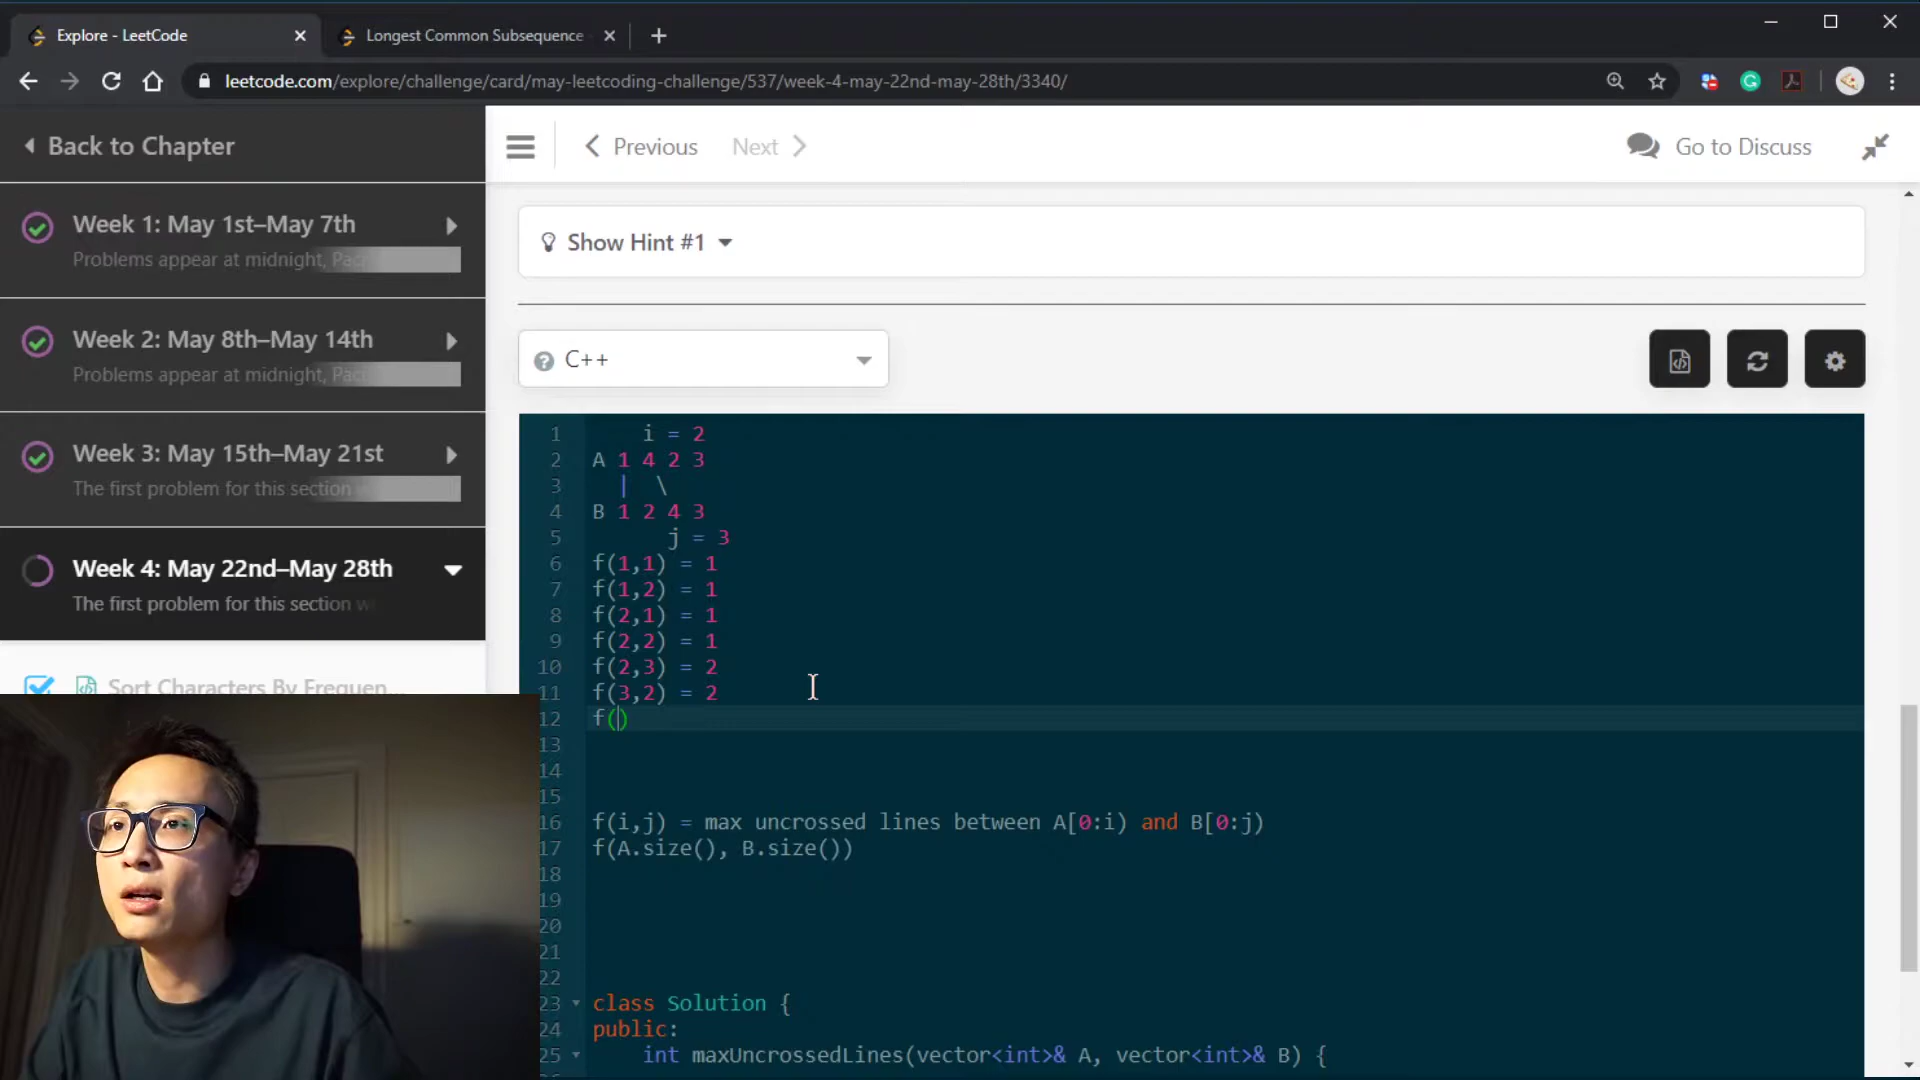 Explore - LeetCode
Longest Common Subsequence
leetcode.com/explore/challenge/card/may-leetcoding-challenge/537/week-4-may-22nd-may-28th/3340/
Back to Chapter
Previous
Next
Go to Discuss
Week 1: May 1st–May 7th
Problems appear at midnight,
Week 2: May 8th–May 14th
Problems appear at midnight,
Week 3: May 15th–May 21st
The first problem for this section
Week 4: May 22nd–May 28th
The first problem for this section
Sort Characters By Frequen...
Show Hint #1
C++
1 i = 2
2 A 1 4 2 3
3 | \
4 B 1 2 4 3
5 j = 3
6 f(1,1) = 1
7 f(1,2) = 1
8 f(2,1) = 1
9 f(2,2) = 1
10 f(2,3) = 2
11 f(3,2) = 2
12 f()
13
14
15
16 f(i,j) = max uncrossed lines between A[0:i) and B[0:j)
17 f(A.size(), B.size())
18
19
20
21
22
23 class Solution {
24 public:
25 int maxUncrossedLines(vector<int>& A, vector<int>& B) {